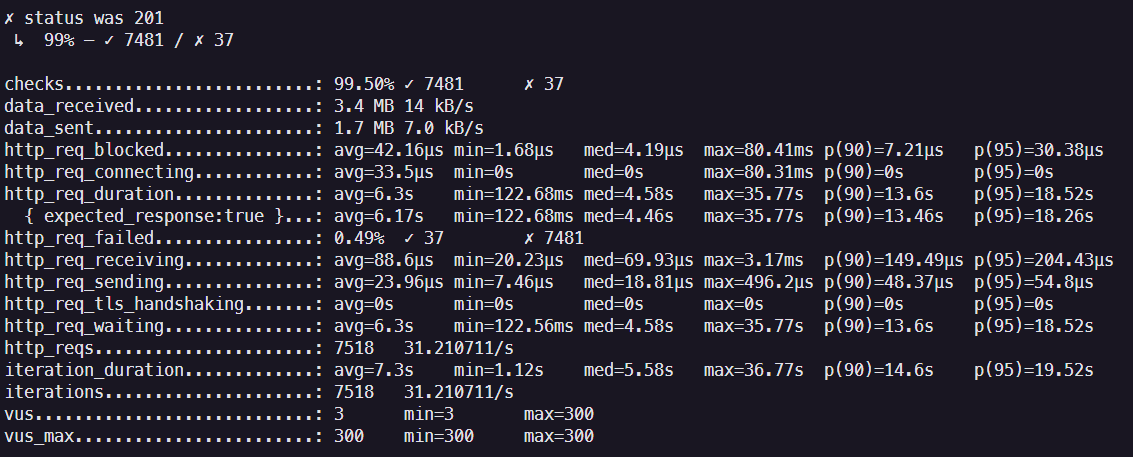 ✗ status was 201
 ↳  99% — ✓ 7481 / ✗ 37

checks.........................: 99.50% ✓ 7481      ✗ 37
data_received..................: 3.4 MB 14 kB/s
data_sent......................: 1.7 MB 7.0 kB/s
http_req_blocked...............: avg=42.16µs min=1.68µs   med=4.19µs  max=80.41ms p(90)=7.21µs   p(95)=30.38µs
http_req_connecting............: avg=33.5µs  min=0s       med=0s      max=80.31ms p(90)=0s       p(95)=0s
http_req_duration..............: avg=6.3s    min=122.68ms med=4.58s   max=35.77s  p(90)=13.6s    p(95)=18.52s
  { expected_response:true }...: avg=6.17s   min=122.68ms med=4.46s   max=35.77s  p(90)=13.46s   p(95)=18.26s
http_req_failed................: 0.49%  ✓ 37        ✗ 7481
http_req_receiving.............: avg=88.6µs  min=20.23µs  med=69.93µs max=3.17ms  p(90)=149.49µs p(95)=204.43µs
http_req_sending...............: avg=23.96µs min=7.46µs   med=18.81µs max=496.2µs p(90)=48.37µs  p(95)=54.8µs
http_req_tls_handshaking.......: avg=0s      min=0s       med=0s      max=0s      p(90)=0s       p(95)=0s
http_req_waiting...............: avg=6.3s    min=122.56ms med=4.58s   max=35.77s  p(90)=13.6s    p(95)=18.52s
http_reqs......................: 7518   31.210711/s
iteration_duration.............: avg=7.3s    min=1.12s    med=5.58s   max=36.77s  p(90)=14.6s    p(95)=19.52s
iterations.....................: 7518   31.210711/s
vus............................: 3      min=3       max=300
vus_max........................: 300    min=300     max=300